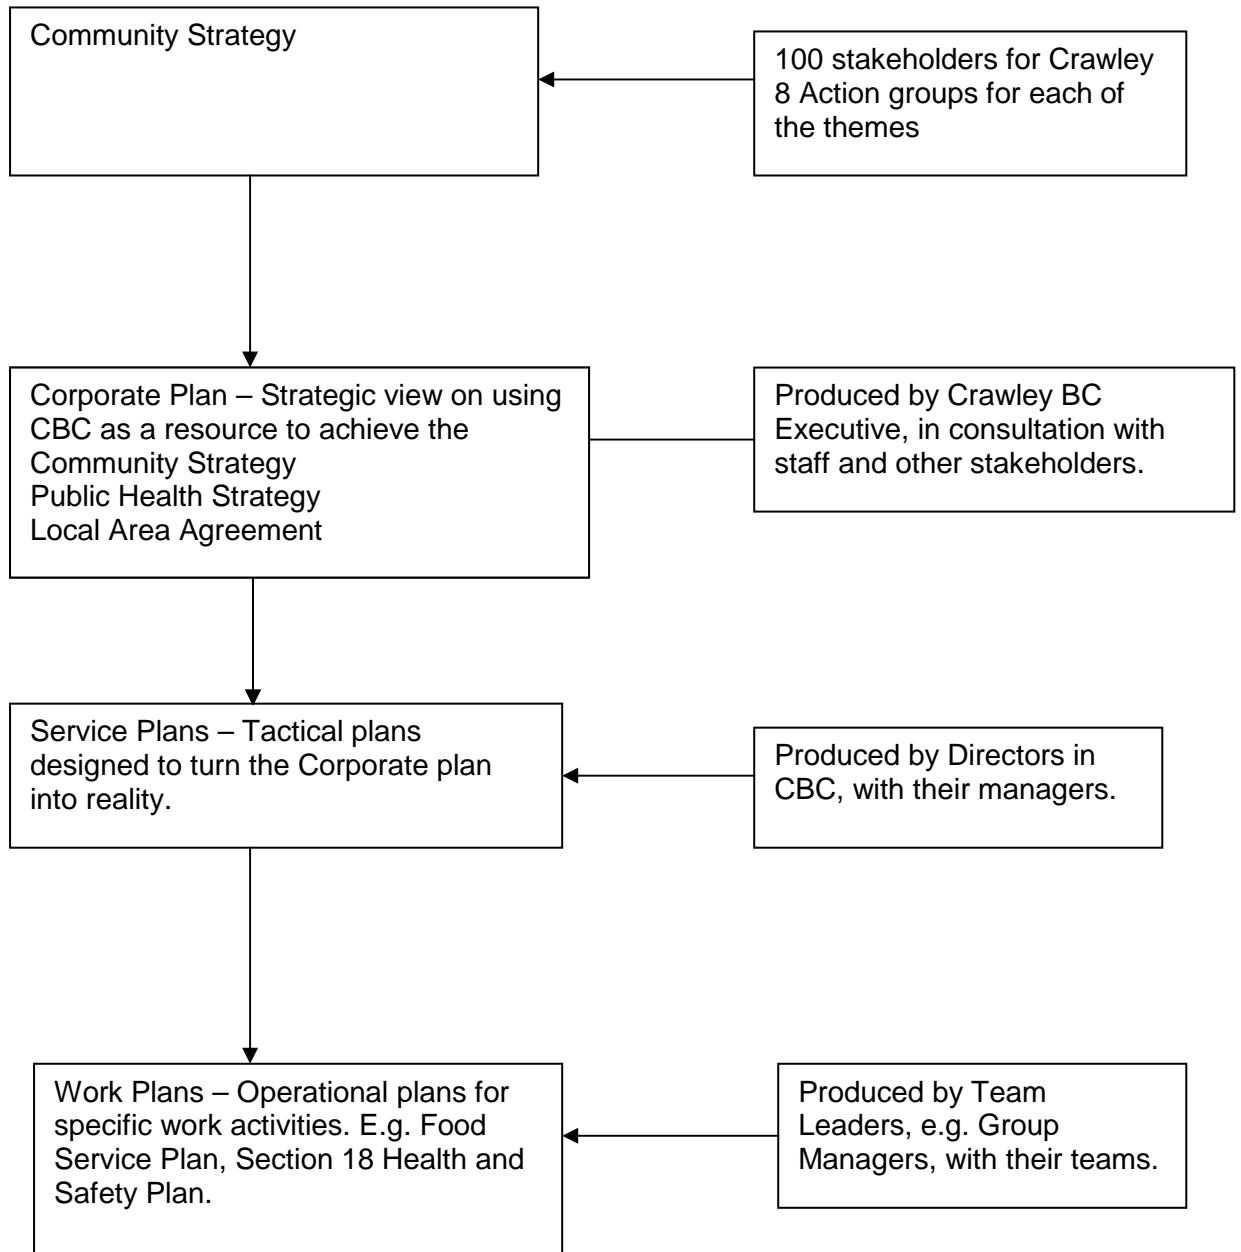 Community Strategy
100 stakeholders for Crawley
8 Action groups for each of
the themes
Corporate Plan – Strategic view on using
CBC as a resource to achieve the
Community Strategy
Public Health Strategy
Local Area Agreement
Produced by Crawley BC
Executive, in consultation with
staff and other stakeholders.
Service Plans – Tactical plans
designed to turn the Corporate plan
into reality.
Produced by Directors in
CBC, with their managers.
Work Plans – Operational plans for
specific work activities. E.g. Food
Service Plan, Section 18 Health and
Safety Plan.
Produced by Team
Leaders, e.g. Group
Managers, with their teams.